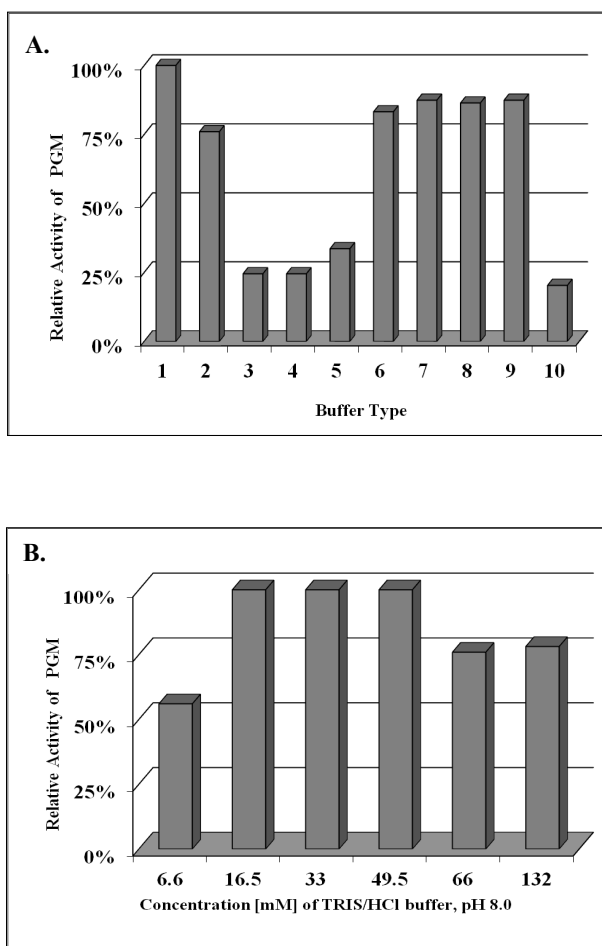 A.
Relative Activity of PGM
100%
75%
50%
25%
0%
1 2 3 4 5 6 7 8 9 10
Buffer Type
B.
Relative Activity of PGM
100%
75%
50%
25%
0%
6.6 16.5 33 49.5 66 132
Concentration [mM] of TRIS/HCl buffer, pH 8.0